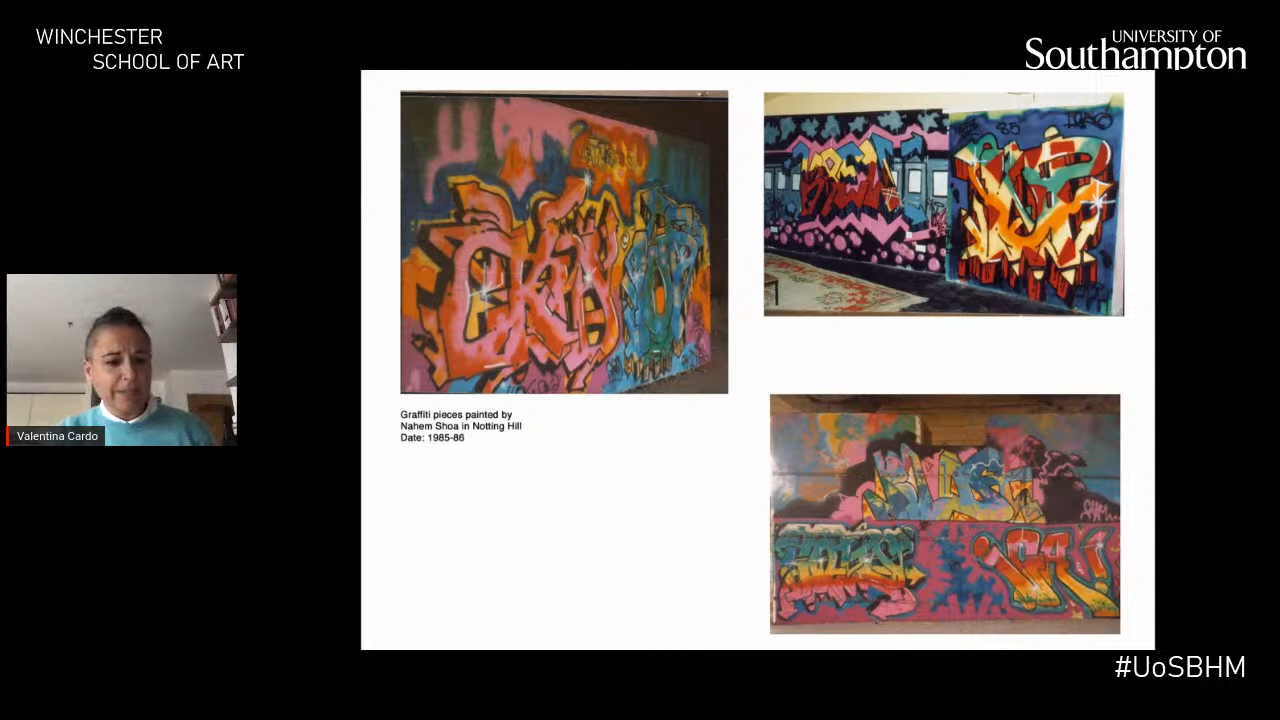 WINCHESTER
SCHOOL OF ART
UNIVERSITY OF
Southampton
85
Graffiti pieces painted by
Nahem Shoa in Notting Hill
Date: 1985-86
Valentina Cardo
#UoSBHM